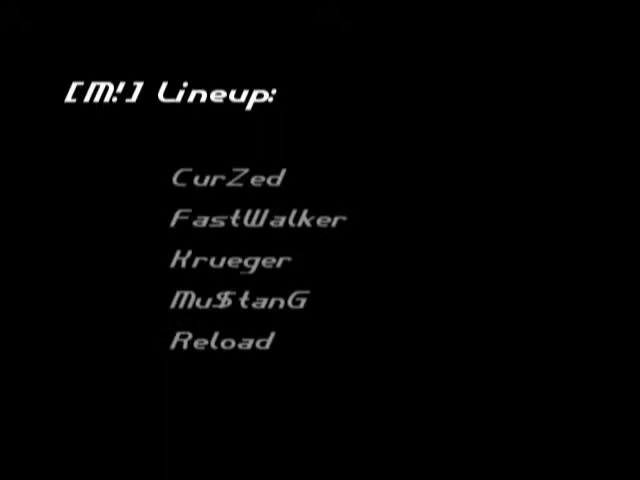 [M!] Lineup:
CurZed
FastWalker
Krueger
Mu$tanG
Reload